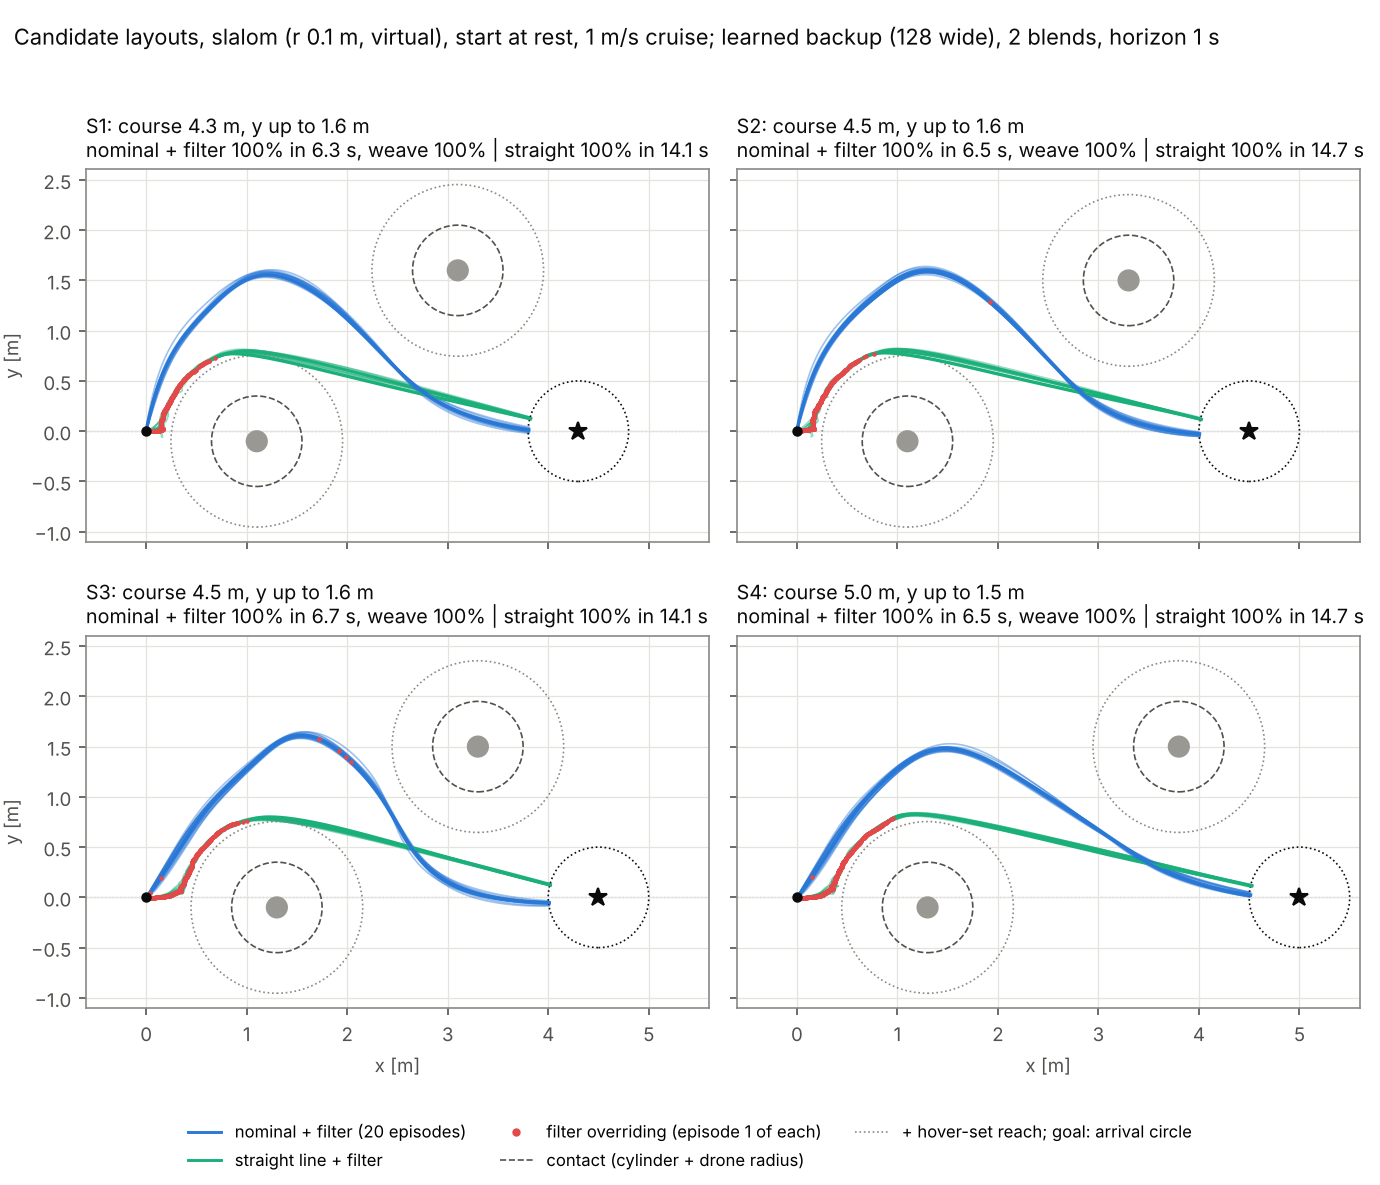 Candidate layouts, slalom (r 0.1 m, virtual), start at rest, 1 m/s cruise; learned backup (128 wide), 2 blends, horizon 1 s
S1: course 4.3 m, y up to 1.6 m
nominal + filter 100% in 6.3 s, weave 100% | straight 100% in 14.1 s
S2: course 4.5 m, y up to 1.6 m
nominal + filter 100% in 6.5 s, weave 100% | straight 100% in 14.7 s
2.5
2.0
1.5
1.0
0.5
0.0
−0.5
−1.0
y [m]
S3: course 4.5 m, y up to 1.6 m
nominal + filter 100% in 6.7 s, weave 100% | straight 100% in 14.1 s
S4: course 5.0 m, y up to 1.5 m
nominal + filter 100% in 6.5 s, weave 100% | straight 100% in 14.7 s
2.5
2.0
1.5
1.0
0.5
0.0
−0.5
−1.0
y [m]
0 1 2 3 4 5
x [m]
0 1 2 3 4 5
x [m]
nominal + filter (20 episodes)
straight line + filter
filter overriding (episode 1 of each)
contact (cylinder + drone radius)
+ hover-set reach; goal: arrival circle